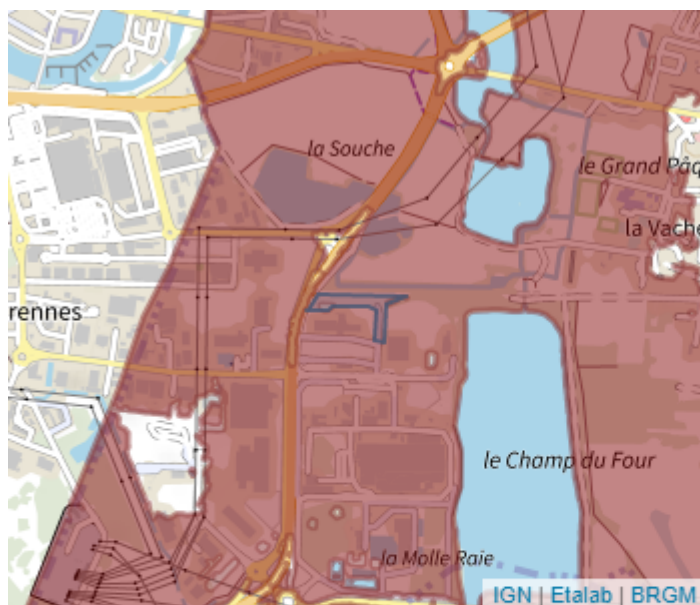 la Souche
le Grand Pâq
la Vache
rennes
le Champ du Four
la Molle Raie
IGN | Etalab | BRGM